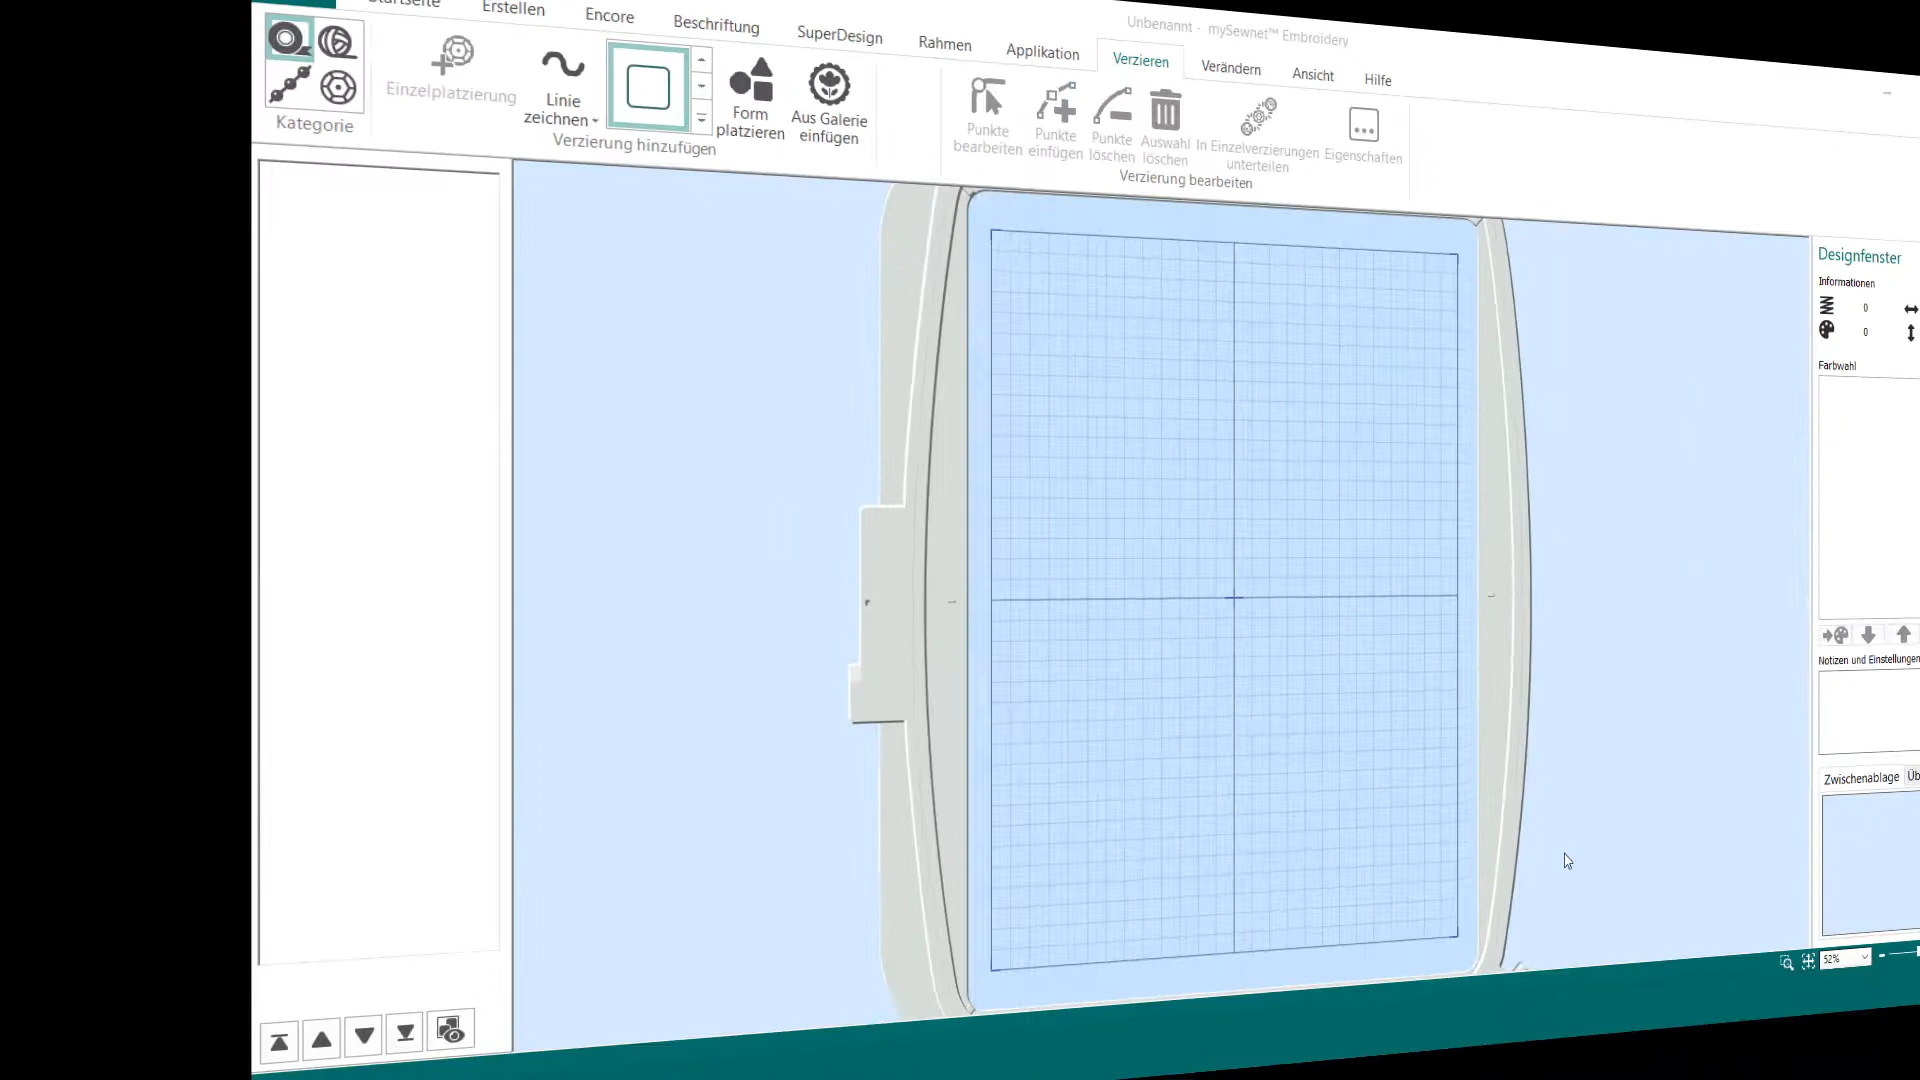 Unbenannt - mySewnet™ Embroidery
Erstellen
Encore
Beschriftung
SuperDesign
Rahmen
Applikation
Verzieren
Verändern
Ansicht
Hilfe
Einzelplatzierung
Linie
zeichnen
Form
platzieren
Aus Galerie
einfügen
Punkte
bearbeiten
Punkte
einfügen
Punkte
löschen
Auswahl
löschen
In Einzelverzierungen
unterteilen
Eigenschaften
Kategorie
Verzierung hinzufügen
Verzierung bearbeiten
Designfenster
Informationen
0
0
Farbwahl
Notizen und Einstellungen
Zwischenablage
52%